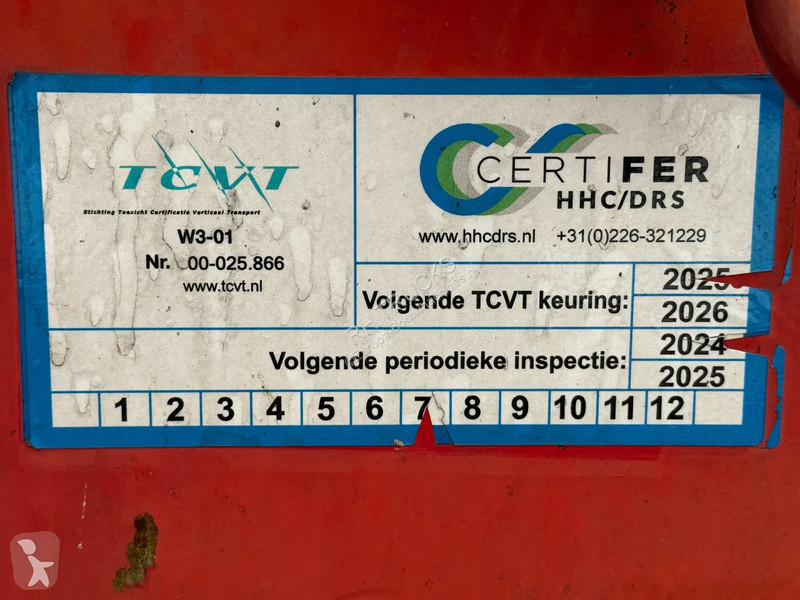 TCVT
Stichting Toezicht Certificatie Verticaal Transport
W3-01
Nr. 00-025.866
www.tcvt.nl
CERTIFER
HHC/DRS
www.hhcdrs.nl +31(0)226-321229
Volgende TCVT keuring:
2025
2026
Volgende periodieke inspectie:
2024
2025
1 2 3 4 5 6 7 8 9 10 11 12